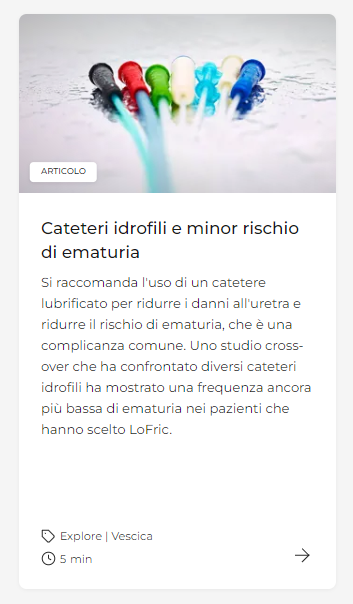 ARTICOLO
Cateteri idrofili e minor rischio
di ematuria
Si raccomanda l'uso di un catetere
lubrificato per ridurre i danni all'uretra e
ridurre il rischio di ematuria, che è una
complicanza comune. Uno studio cross-
over che ha confrontato diversi cateteri
idrofili ha mostrato una frequenza ancora
più bassa di ematuria nei pazienti che
hanno scelto LoFric.
Explore | Vescica
5 min